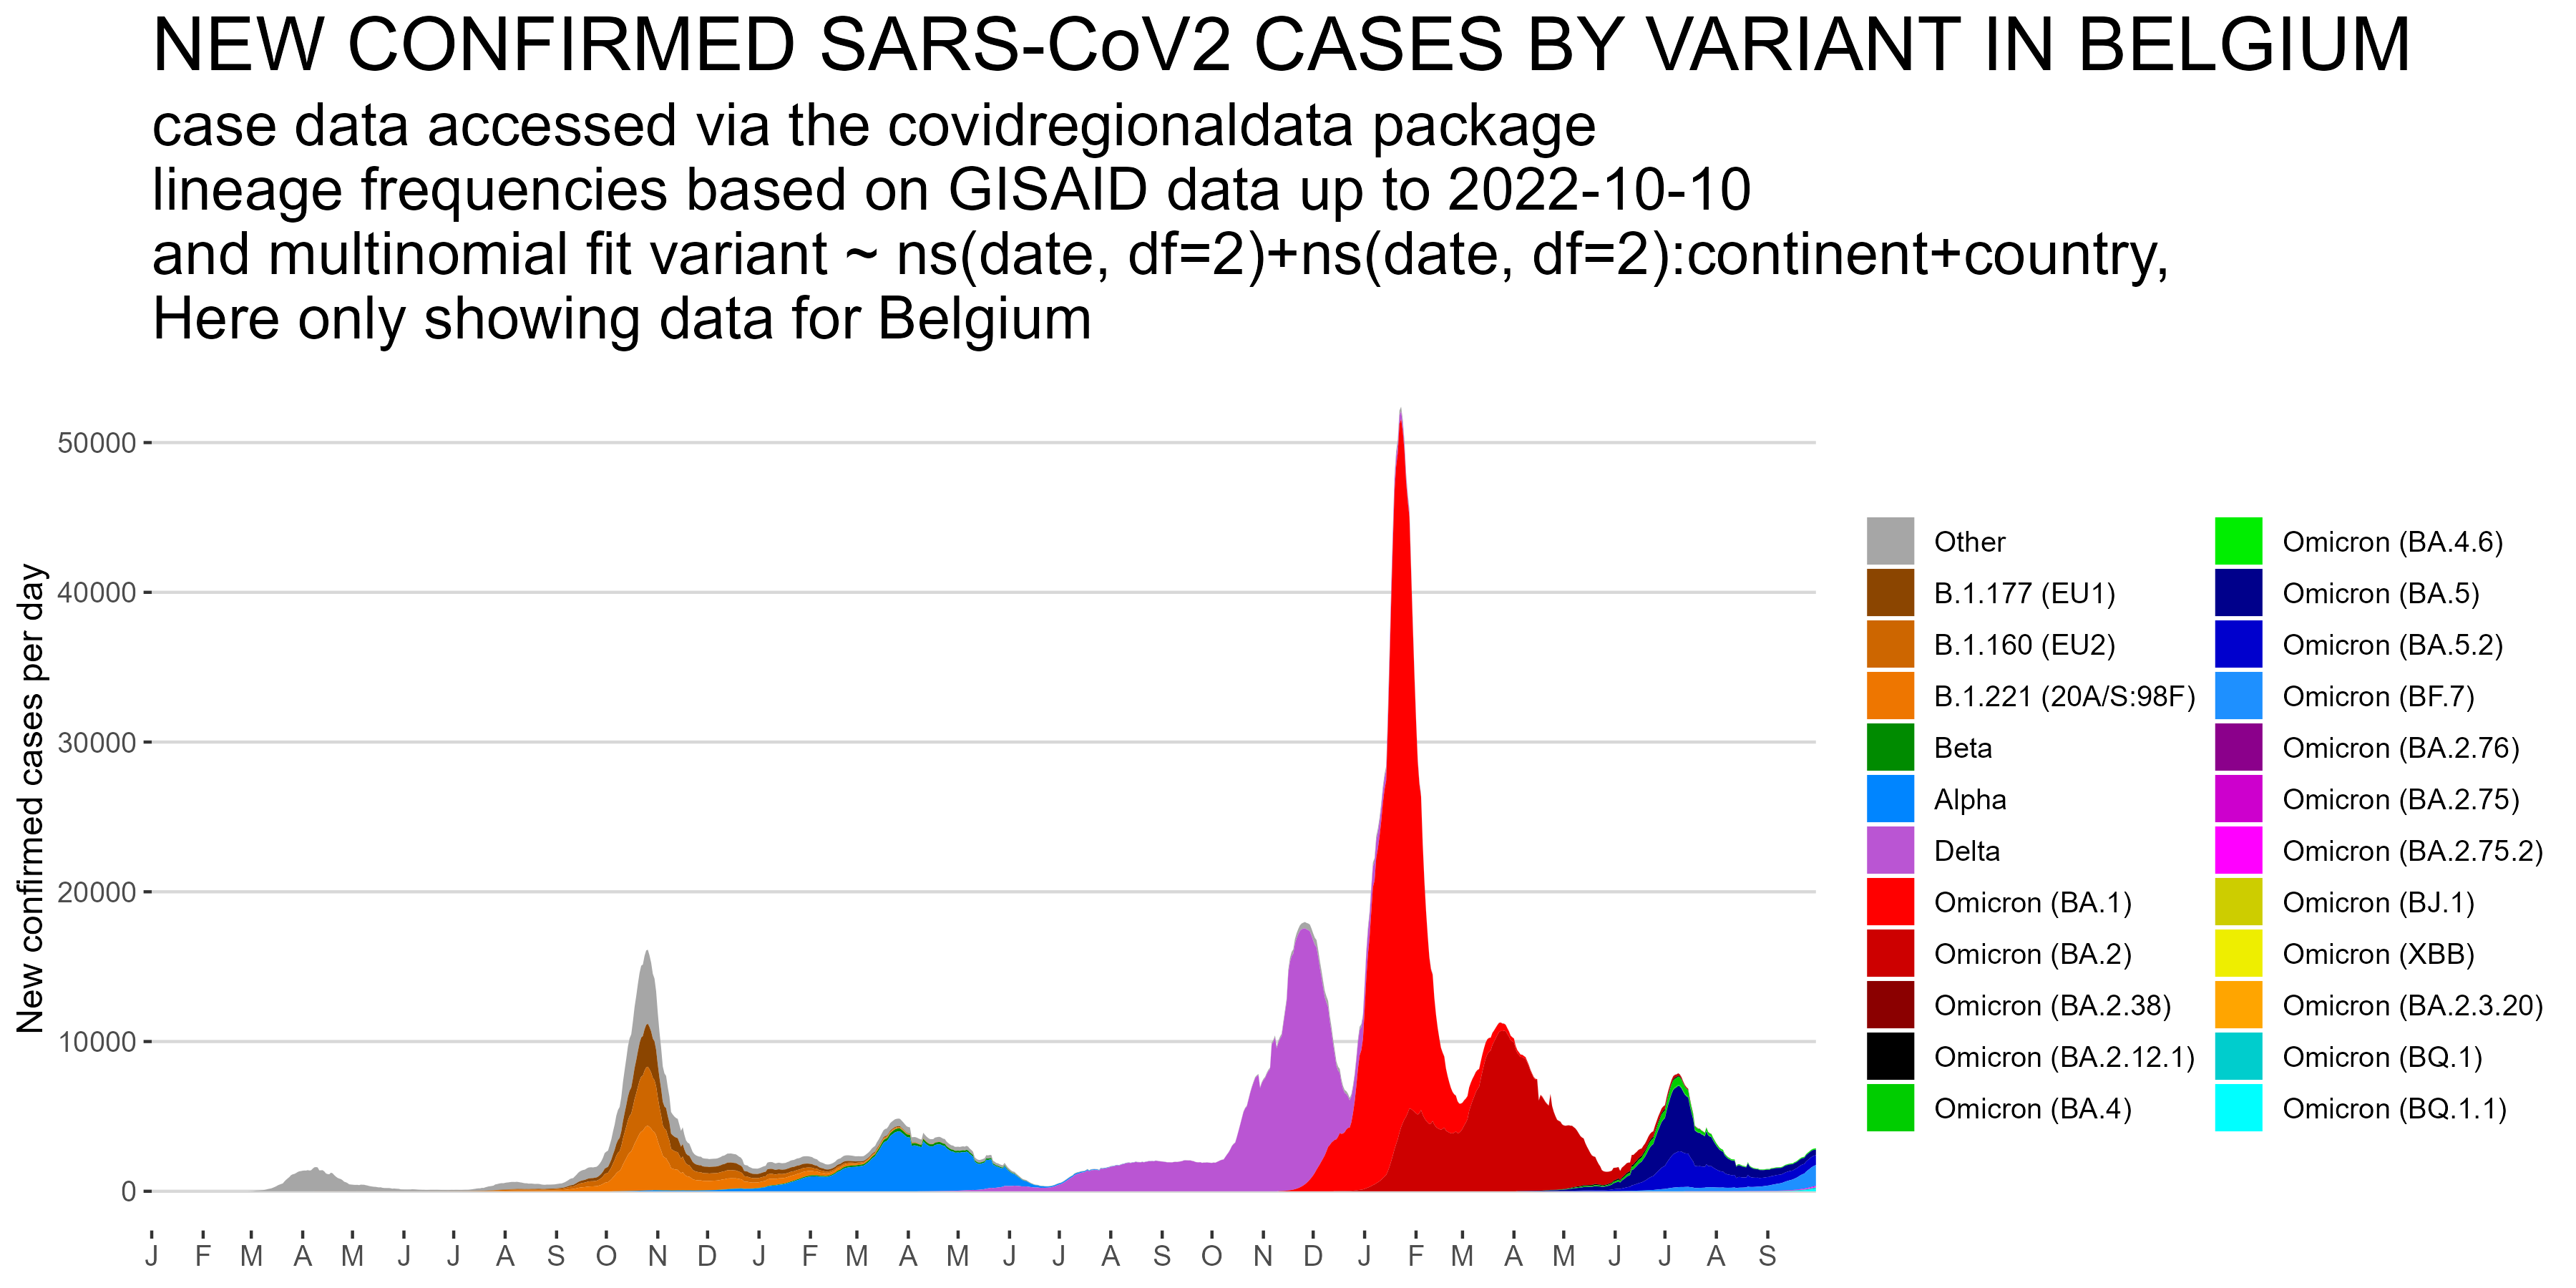 NEW CONFIRMED SARS-CoV2 CASES BY VARIANT IN BELGIUM
case data accessed via the covidregionaldata package
lineage frequencies based on GISAID data up to 2022-10-10
and multinomial fit variant ~ ns(date, df=2)+ns(date, df=2):continent+country,
Here only showing data for Belgium
New confirmed cases per day
50000
40000
30000
20000
10000
0
J F M A M J J A S O N D J F M A M J J A S O N D J F M A M J J A S
Other
B.1.177 (EU1)
B.1.160 (EU2)
B.1.221 (20A/S:98F)
Beta
Alpha
Delta
Omicron (BA.1)
Omicron (BA.2)
Omicron (BA.2.38)
Omicron (BA.2.12.1)
Omicron (BA.4)
Omicron (BA.4.6)
Omicron (BA.5)
Omicron (BA.5.2)
Omicron (BF.7)
Omicron (BA.2.76)
Omicron (BA.2.75)
Omicron (BA.2.75.2)
Omicron (BJ.1)
Omicron (XBB)
Omicron (BA.2.3.20)
Omicron (BQ.1)
Omicron (BQ.1.1)